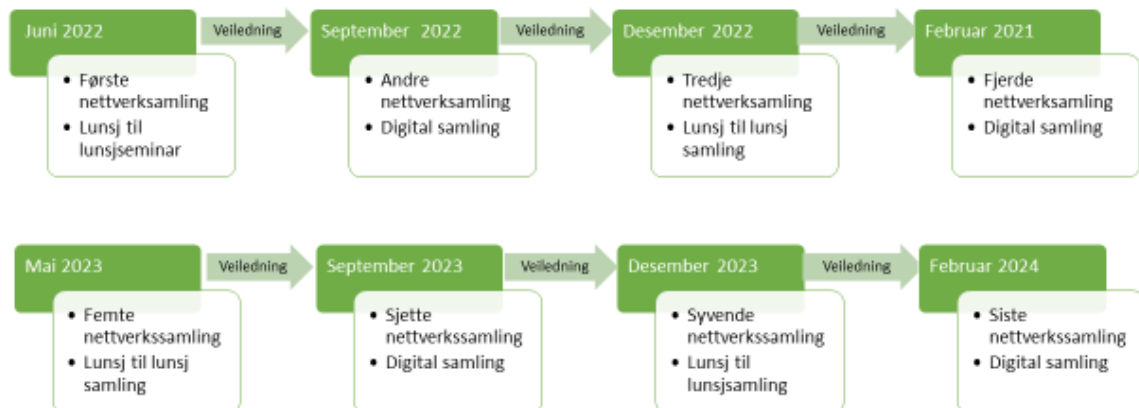 Juni 2022
Veiledning
September 2022
Veiledning
Desember 2022
Veiledning
Februar 2021
• Første
nettverksamling
• Lunsj til
lunsjseminar
• Andre
nettverksamling
• Digital samling
• Tredje
nettverksamling
• Lunsj til lunsj
samling
• Fjerde
nettverksamling
• Digital samling
Mai 2023
Veiledning
September 2023
Veiledning
Desember 2023
Veiledning
Februar 2024
• Femte
nettverkssamling
• Lunsj til lunsj
samling
• Sjette
nettverkssamling
• Digital samling
• Syvende
nettverkssamling
• Lunsj til
lunsjsamling
• Siste
nettverkssamling
• Digital samling